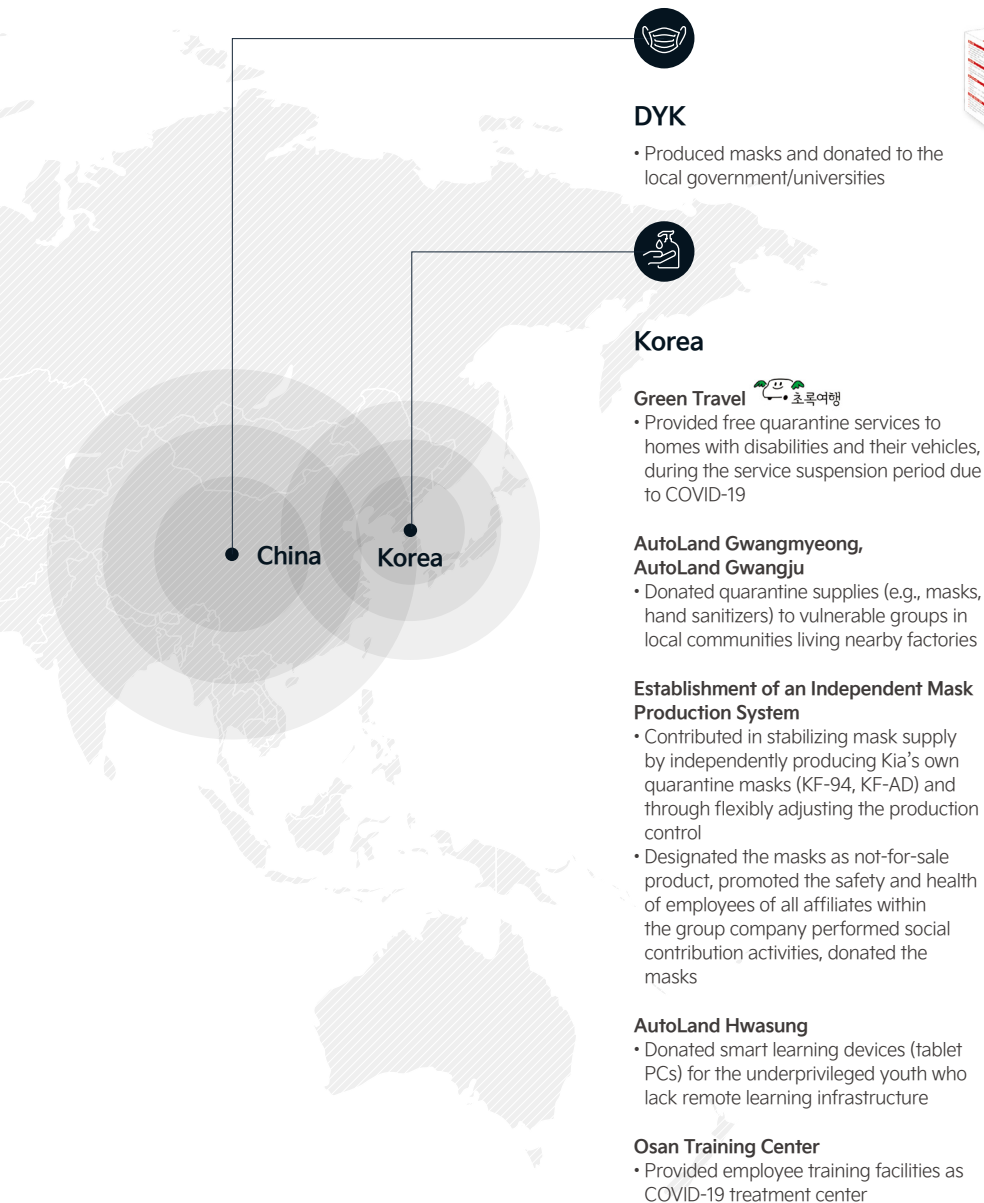 DYK
• Produced masks and donated to the
local government/universities
Korea
Green Travel 초록여행
• Provided free quarantine services to
homes with disabilities and their vehicles,
during the service suspension period due
to COVID-19
AutoLand Gwangmyeong,
AutoLand Gwangju
• Donated quarantine supplies (e.g., masks,
hand sanitizers) to vulnerable groups in
local communities living nearby factories
Establishment of an Independent Mask
Production System
• Contributed in stabilizing mask supply
by independently producing Kia's own
quarantine masks (KF-94, KF-AD) and
through flexibly adjusting the production
control
• Designated the masks as not-for-sale
product, promoted the safety and health
of employees of all affiliates within
the group company performed social
contribution activities, donated the
masks
AutoLand Hwasung
• Donated smart learning devices (tablet
PCs) for the underprivileged youth who
lack remote learning infrastructure
Osan Training Center
• Provided employee training facilities as
COVID-19 treatment center
China
Korea